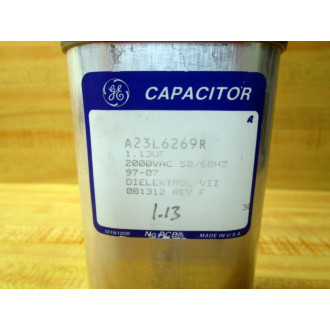 GE CAPACITOR
A
A23L6269R
1.13UF
2000VAC 50/60HZ
97-07
DIELEKTROL VII
081312 REV F
1.13
No PCBs
MADE IN U.S.A.